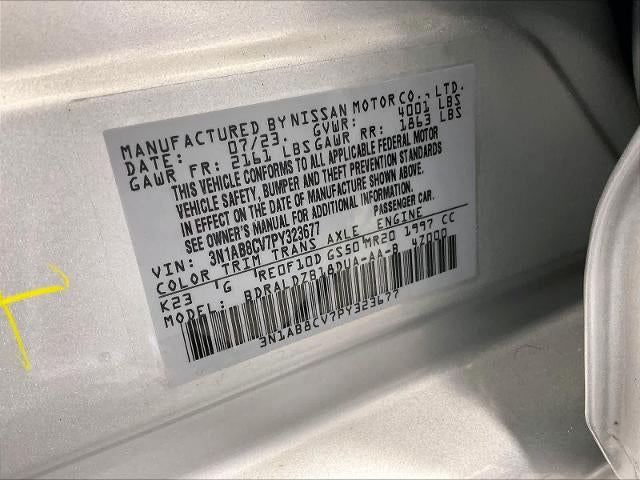 MANUFACTURED BY NISSAN MOTOR CO., LTD.
DATE: 07/23. GVWR: 4001 LBS
GAWR FR: 2161 LBS GAWR RR: 1863 LBS
THIS VEHICLE CONFORMS TO ALL APPLICABLE FEDERAL MOTOR
VEHICLE SAFETY, BUMPER AND THEFT PREVENTION STANDARDS
IN EFFECT ON THE DATE OF MANUFACTURE SHOWN ABOVE.
SEE OWNER'S MANUAL FOR ADDITIONAL INFORMATION.
VIN: 3N1AB8CV7PY323677 PASSENGER CAR.
COLOR TRIM TRANS AXLE ENGINE
K23 G RE0F10D GS50 MR20 1997 CC
MODEL: BDRALDZB18DUA-AA-B 47000
3N1AB8CV7PY323677